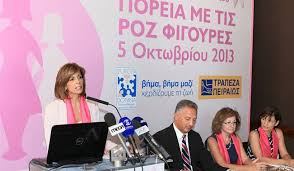 ΠΟΡΕΙΑ ΜΕ ΤΙΣ
ΡΟΖ ΦΙΓΟΥΡΕΣ
5 Οκτωβρίου 2013
βήμα, βήμα μαζί
κερδίζουμε τη ζωή
ΤΡΑΠΕΖΑ
ΠΕΙΡΑΙΩΣ